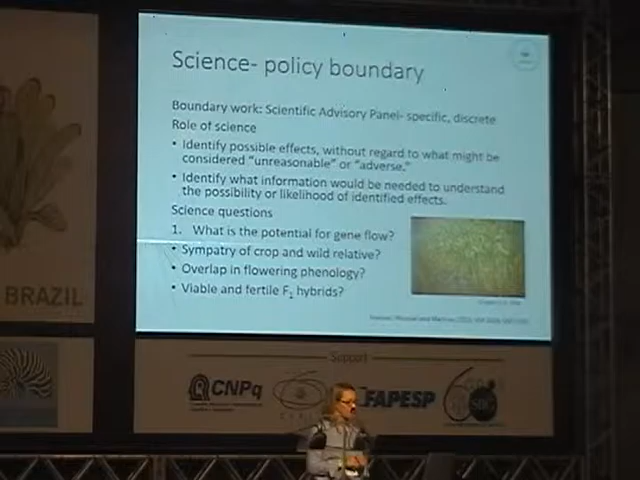 Science- policy boundary
Boundary work: Scientific Advisory Panel- specific, discrete
Role of science
• Identify possible effects, without regard to what might be
considered "unreasonable" or "adverse."
• Identify what information would be needed to understand
the possibility or likelihood of identified effects.
Science questions
1. What is the potential for gene flow?
• Sympatry of crop and wild relative?
• Overlap in flowering phenology?
• Viable and fertile F1 hybrids?
BRAZIL
Support
CNPq
FAPESP